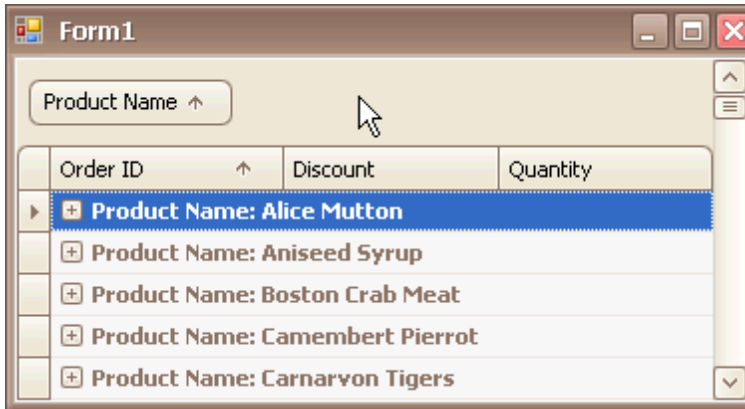 Form1
Product Name
Order ID Discount Quantity
Product Name: Alice Mutton
Product Name: Aniseed Syrup
Product Name: Boston Crab Meat
Product Name: Camembert Pierrot
Product Name: Carnarvon Tigers